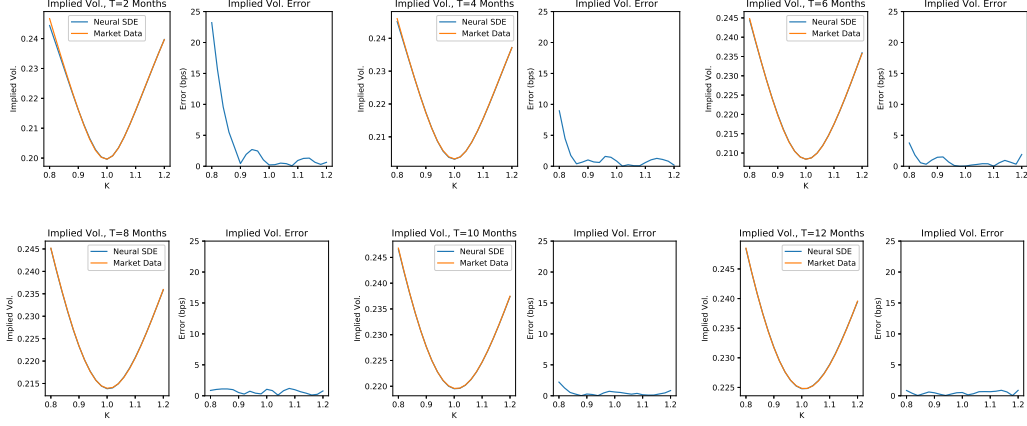 Implied Vol., T=2 Months
Neural SDE
Market Data
Implied Vol.
0.24
0.23
0.22
0.21
0.20
0.8 0.9 1.0 1.1 1.2
K
Implied Vol. Error
Error (bps)
25
20
15
10
5
0
0.8 0.9 1.0 1.1 1.2
K
Implied Vol., T=4 Months
Neural SDE
Market Data
Implied Vol.
0.24
0.23
0.22
0.21
0.8 0.9 1.0 1.1 1.2
K
Implied Vol. Error
Error (bps)
25
20
15
10
5
0
0.8 0.9 1.0 1.1 1.2
K
Implied Vol., T=6 Months
Neural SDE
Market Data
Implied Vol.
0.245
0.240
0.235
0.230
0.225
0.220
0.215
0.210
0.8 0.9 1.0 1.1 1.2
K
Implied Vol. Error
Error (bps)
25
20
15
10
5
0
0.8 0.9 1.0 1.1 1.2
K
Implied Vol., T=8 Months
Neural SDE
Market Data
Implied Vol.
0.245
0.240
0.235
0.230
0.225
0.220
0.215
0.8 0.9 1.0 1.1 1.2
K
Implied Vol. Error
Error (bps)
25
20
15
10
5
0
0.8 0.9 1.0 1.1 1.2
K
Implied Vol., T=10 Months
Neural SDE
Market Data
Implied Vol.
0.245
0.240
0.235
0.230
0.225
0.220
0.8 0.9 1.0 1.1 1.2
K
Implied Vol. Error
Error (bps)
25
20
15
10
5
0
0.8 0.9 1.0 1.1 1.2
K
Implied Vol., T=12 Months
Neural SDE
Market Data
Implied Vol.
0.245
0.240
0.235
0.230
0.225
0.8 0.9 1.0 1.1 1.2
K
Implied Vol. Error
Error (bps)
25
20
15
10
5
0
0.8 0.9 1.0 1.1 1.2
K